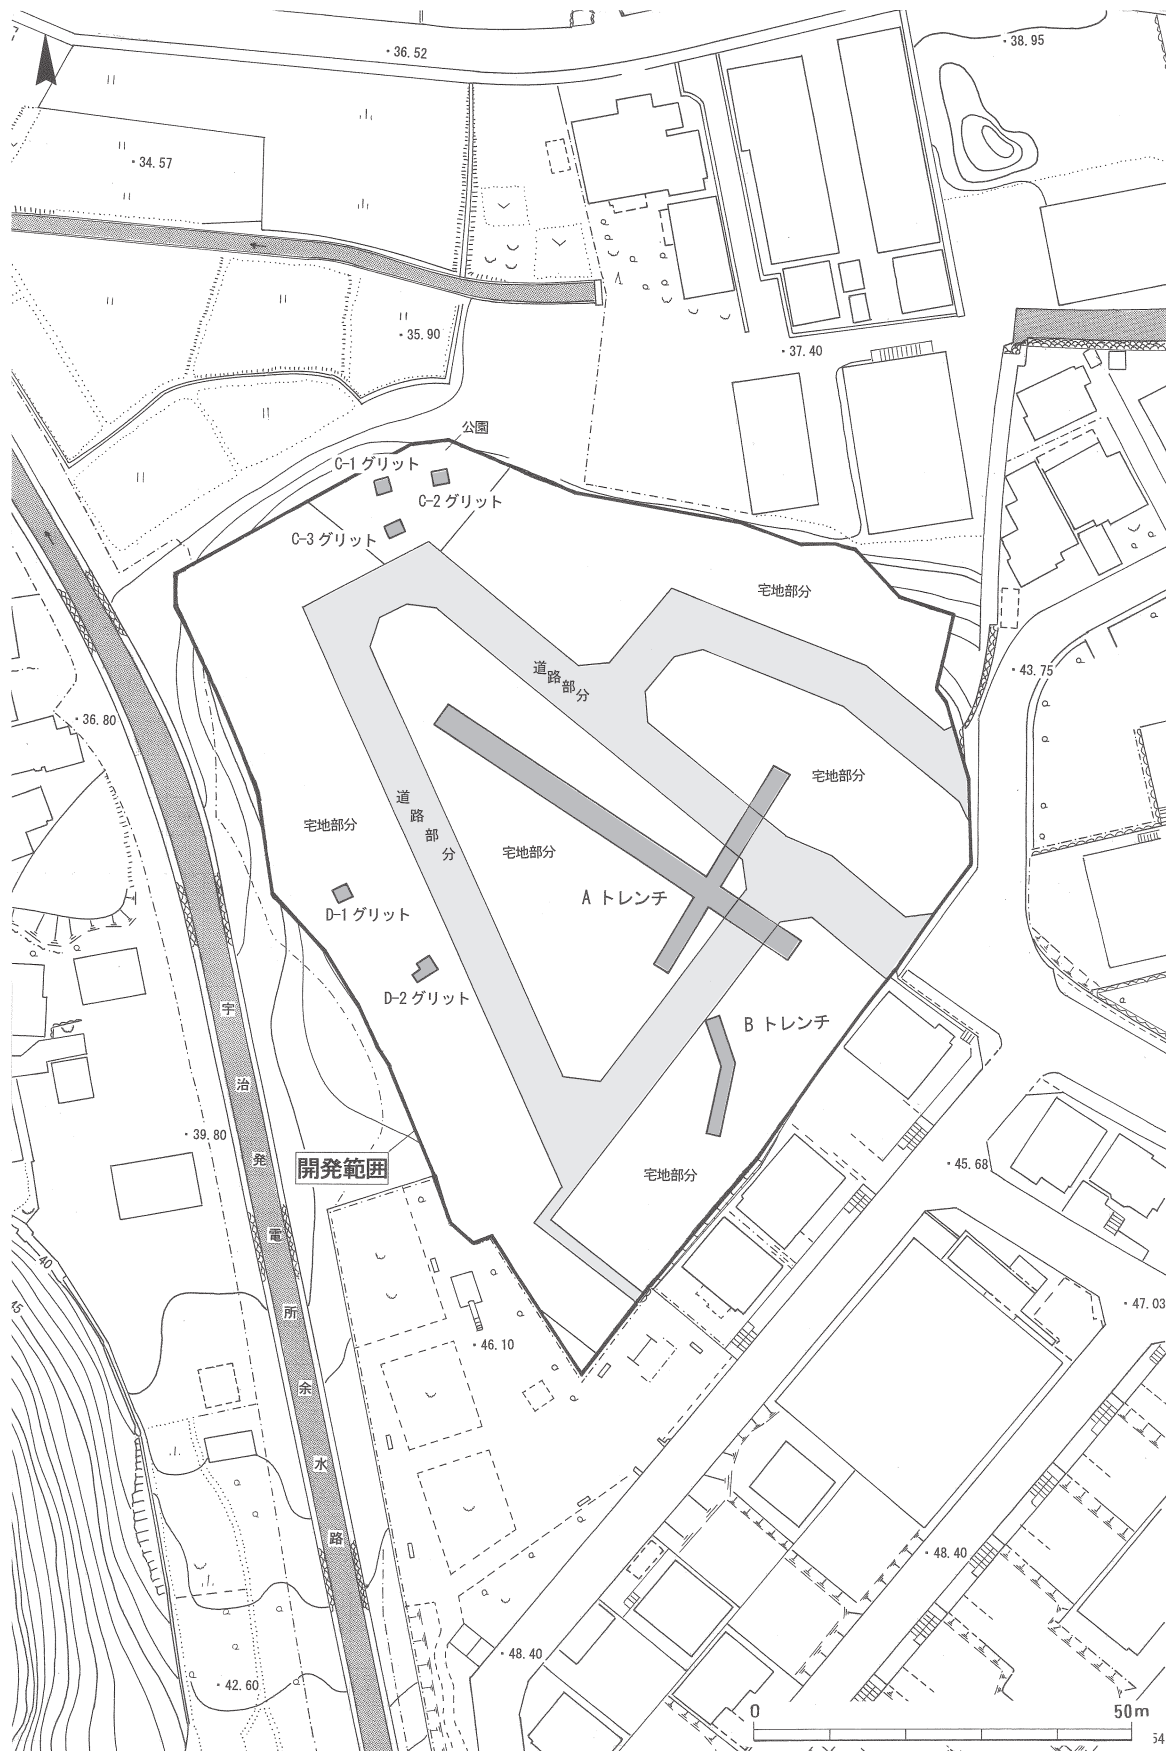 ・36.52
・38.95
・34.57
・35.90
・37.40
公園
C-1 グリット
C-2 グリット
C-3 グリット
宅地部分
道路部分
・43.75
・36.80
宅地部分
道路部分
宅地部分
宅地部分
A トレンチ
D-1 グリット
D-2 グリット
B トレンチ
宇治発電所余水路
・39.80
開発範囲
宅地部分
・45.68
40
45
・47.03
・46.10
・48.40
・48.40
・42.60
0 50m